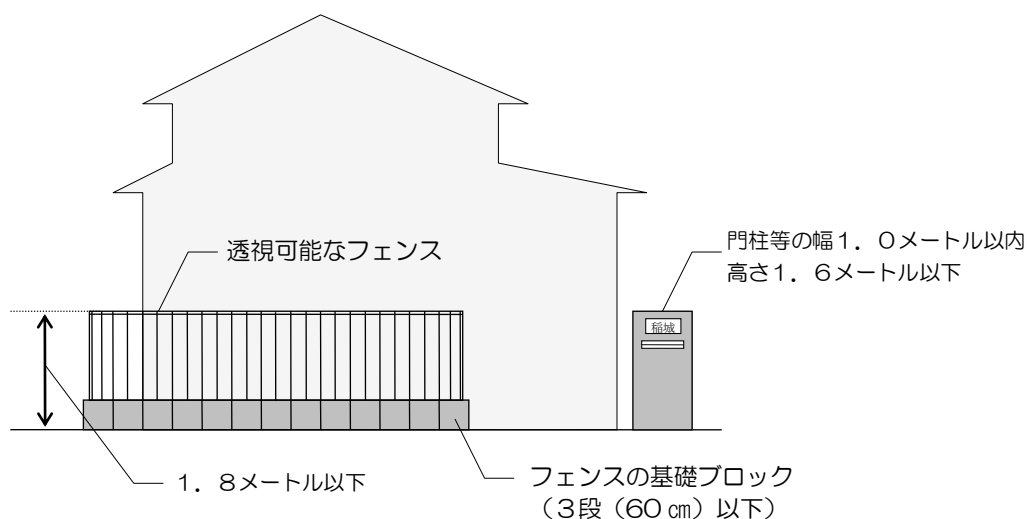 透視可能なフェンス
門柱等の幅1.0メートル以内
高さ1.6メートル以下
稲城
1.8メートル以下
フェンスの基礎ブロック
(3段(60㎝)以下)